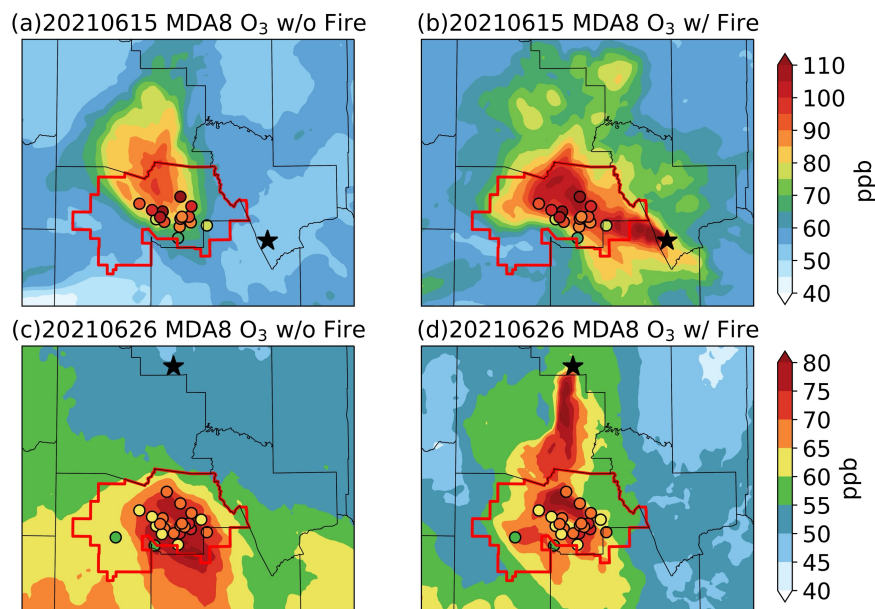 (a)20210615 MDA8 O₃ w/o Fire
(b)20210615 MDA8 O₃ w/ Fire
110
100
90
80
70
60
50
40
ppb
(c)20210626 MDA8 O₃ w/o Fire
(d)20210626 MDA8 O₃ w/ Fire
80
75
70
65
60
55
50
45
40
ppb